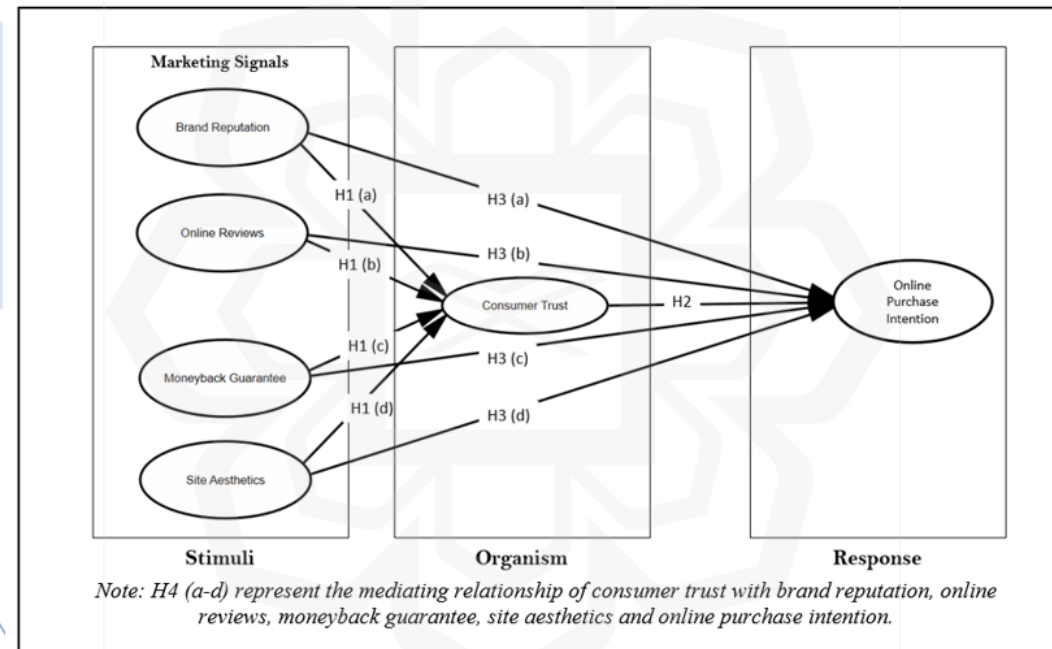 Marketing Signals
Brand Reputation
H1 (a)
H3 (a)
Online Reviews
H1 (b)
H3 (b)
Consumer Trust
H2
Online
Purchase
Intention
Moneyback Guarantee
H1 (c)
H3 (c)
H1 (d)
H3 (d)
Site Aesthetics
Stimuli
Organism
Response
Note: H4 (a-d) represent the mediating relationship of consumer trust with brand reputation, online
reviews, moneyback guarantee, site aesthetics and online purchase intention.